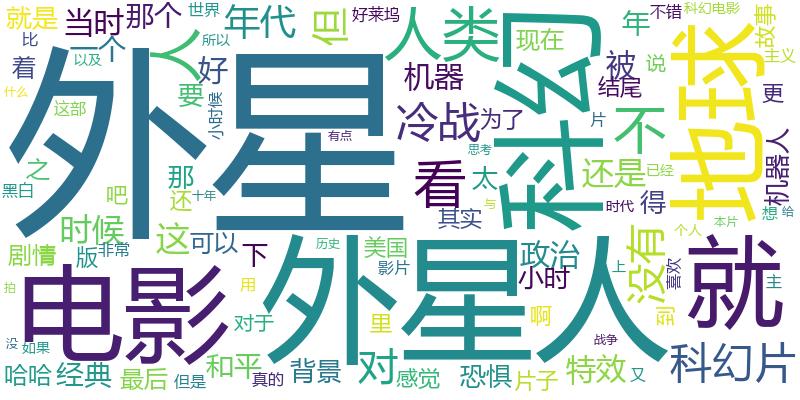 就是
当时
那个
世界
年代
但
好莱坞
人类
科幻
年
不错
科幻电影
比
一个
人
所以
现在
地球
故事
着
以及
好
机器
被
说
主义
什么
外星
要
冷战
为了
结尾
更
这部
小时候
有点
片
不
机器人
之
那
看
思考
还是
已经
黑白
吧
还
十年
太
与
时代
得
想
给
时候
这
可以
其实
个人
本片
剧情
版
非常
下
历史
美国
外星人
政治
没有
上
喜欢
就
主
拍
电影
用
影片
小时
到
没
如果
对于
里
啊
战争
哈哈
经典
最后
但是
和平
真的
背景
对
感觉
恐惧
片子
特效
又
科幻片